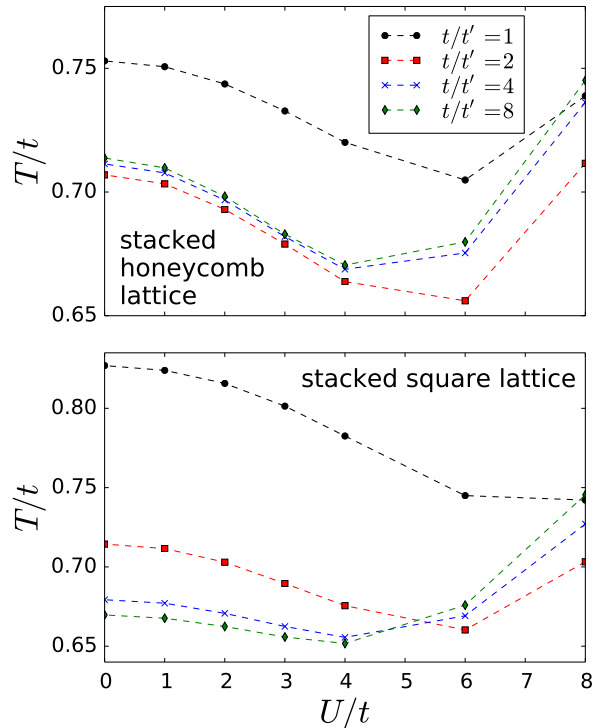 0.75
0.70
0.65
T/t
t/t′ =1
t/t′ =2
t/t′ =4
t/t′ =8
stacked
honeycomb
lattice
stacked square lattice
0.80
0.75
0.70
0.65
T/t
0 1 2 3 4 5 6 7 8
U/t